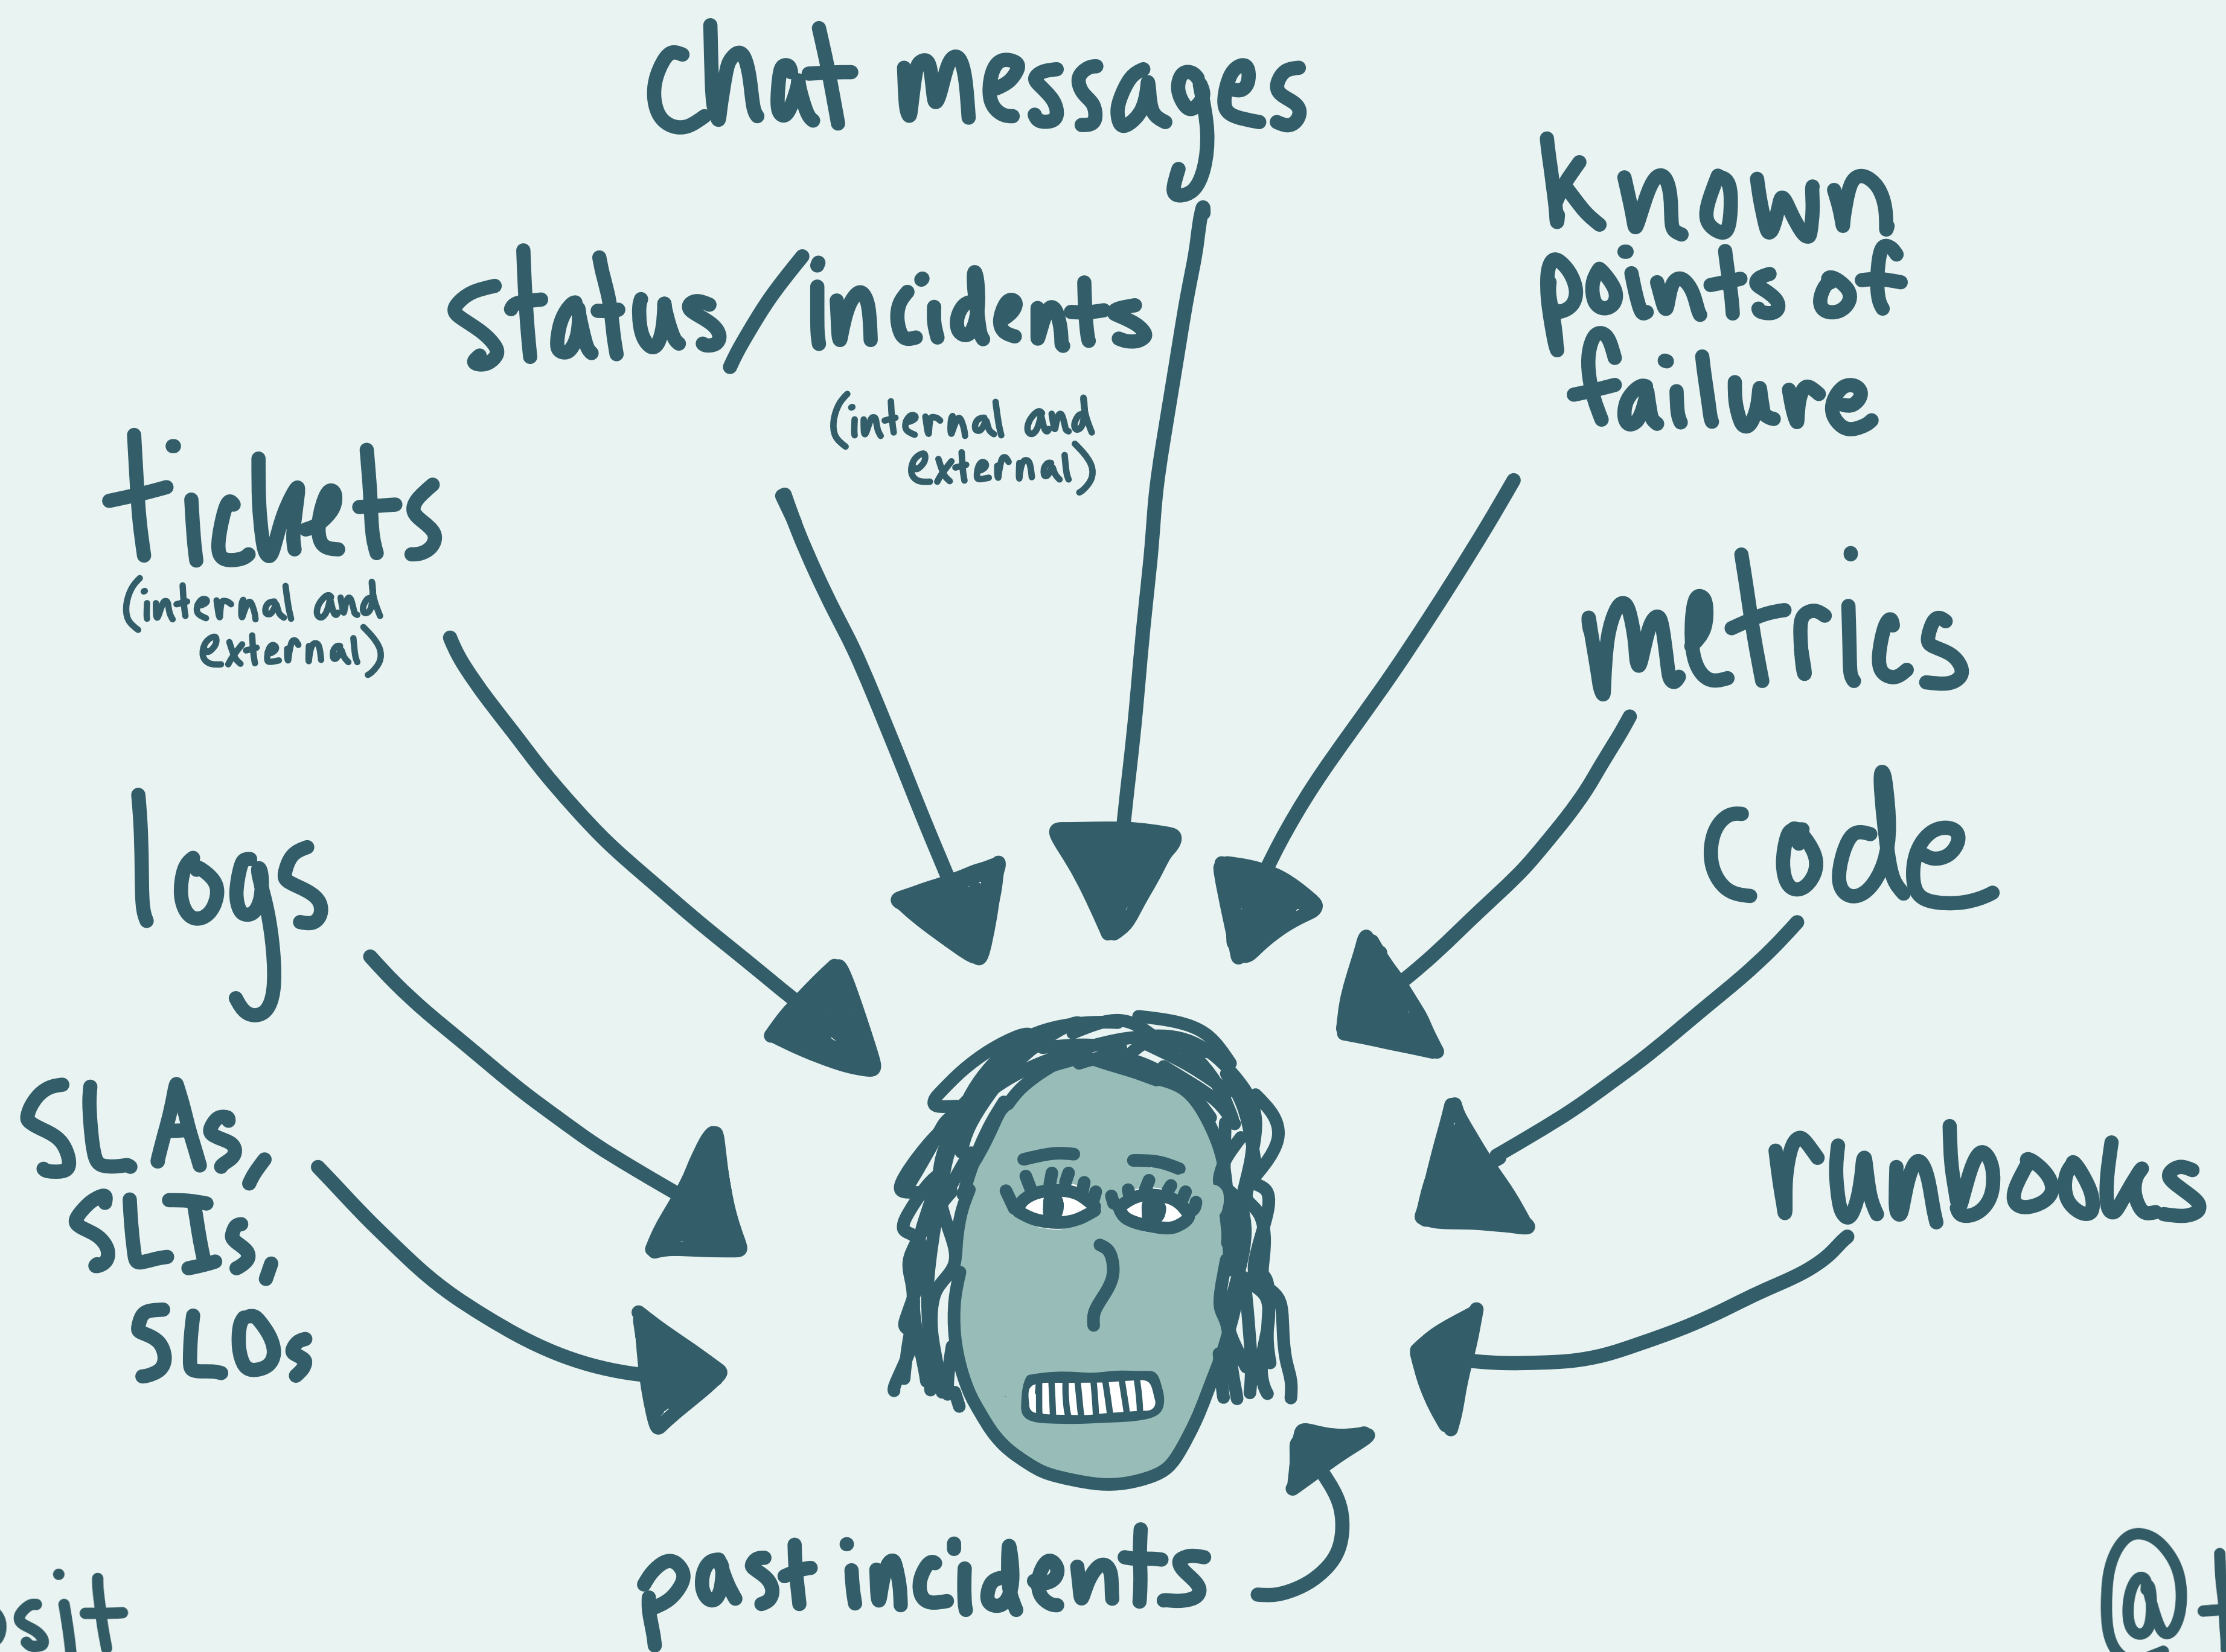 chat messages
known
points of
failure
status/incidents
(internal and
external)
tickets
(internal and
external)
metrics
code
logs
SLAs,
SLIs,
SLOs
runbooks
past incidents